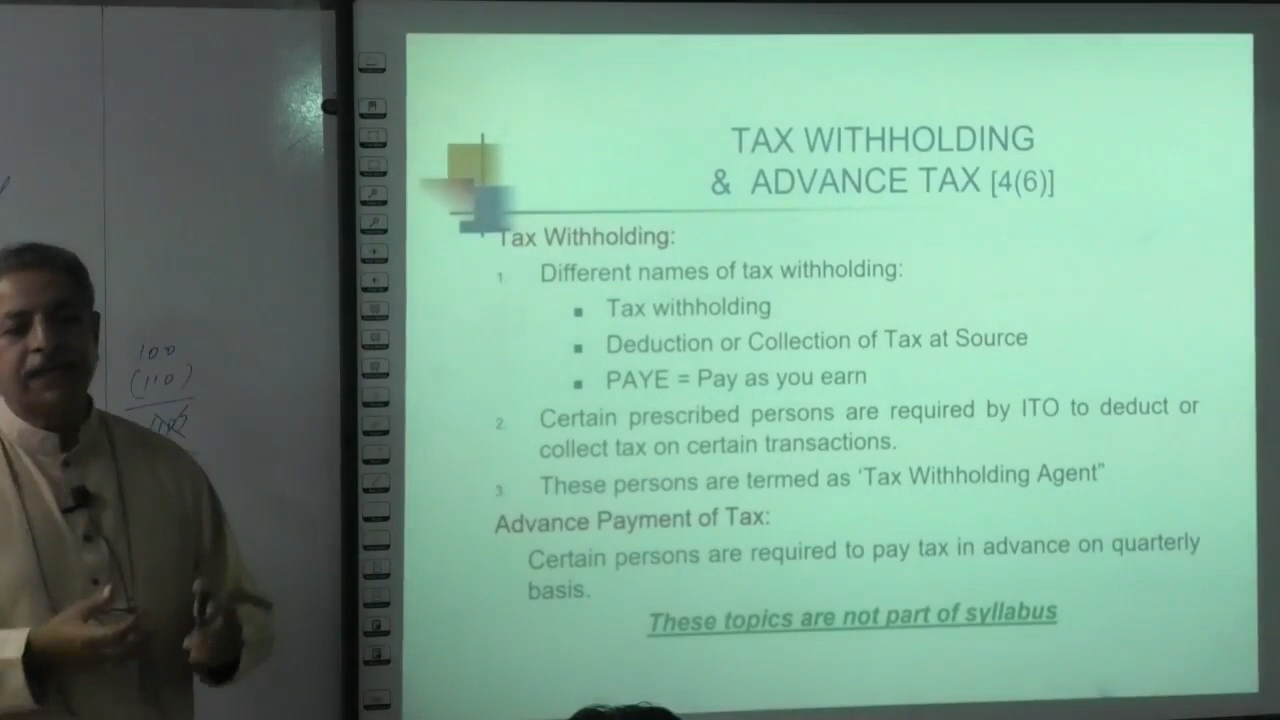 TAX WITHHOLDING
& ADVANCE TAX [4(6)]
Tax Withholding:
1. Different names of tax withholding:
▪ Tax withholding
▪ Deduction or Collection of Tax at Source
▪ PAYE = Pay as you earn
2. Certain prescribed persons are required by ITO to deduct or
collect tax on certain transactions.
3. These persons are termed as ‘Tax Withholding Agent”
Advance Payment of Tax:
Certain persons are required to pay tax in advance on quarterly
basis.
These topics are not part of syllabus
100
(110)